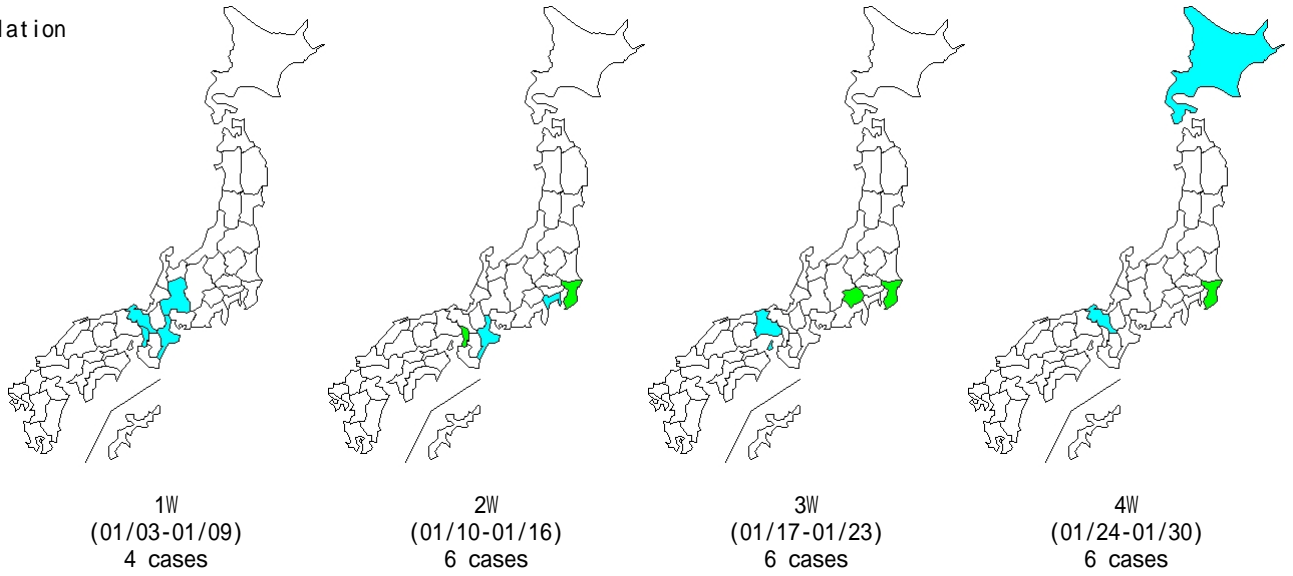 1W
(01/03-01/09)
4 cases
2W
(01/10-01/16)
6 cases
3W
(01/17-01/23)
6 cases
4W
(01/24-01/30)
6 cases